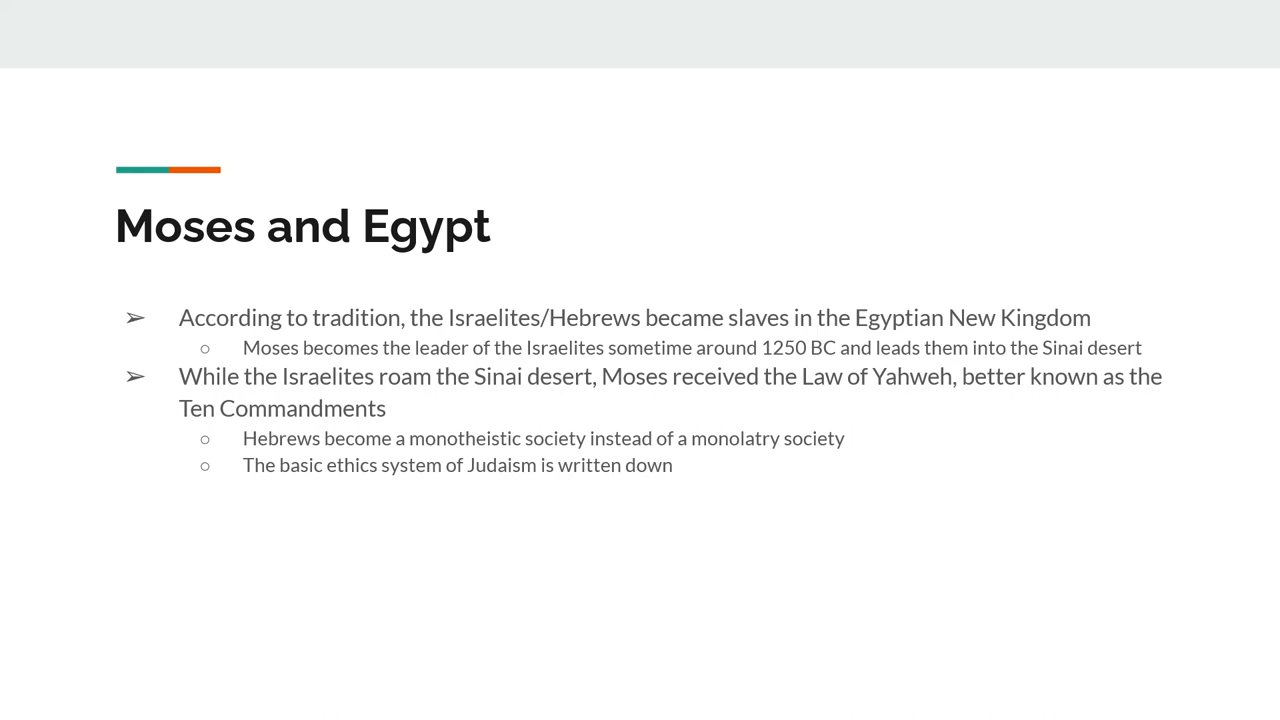 Moses and Egypt
➢ According to tradition, the Israelites/Hebrews became slaves in the Egyptian New Kingdom
○ Moses becomes the leader of the Israelites sometime around 1250 BC and leads them into the Sinai desert
➢ While the Israelites roam the Sinai desert, Moses received the Law of Yahweh, better known as the
Ten Commandments
○ Hebrews become a monotheistic society instead of a monolatry society
○ The basic ethics system of Judaism is written down